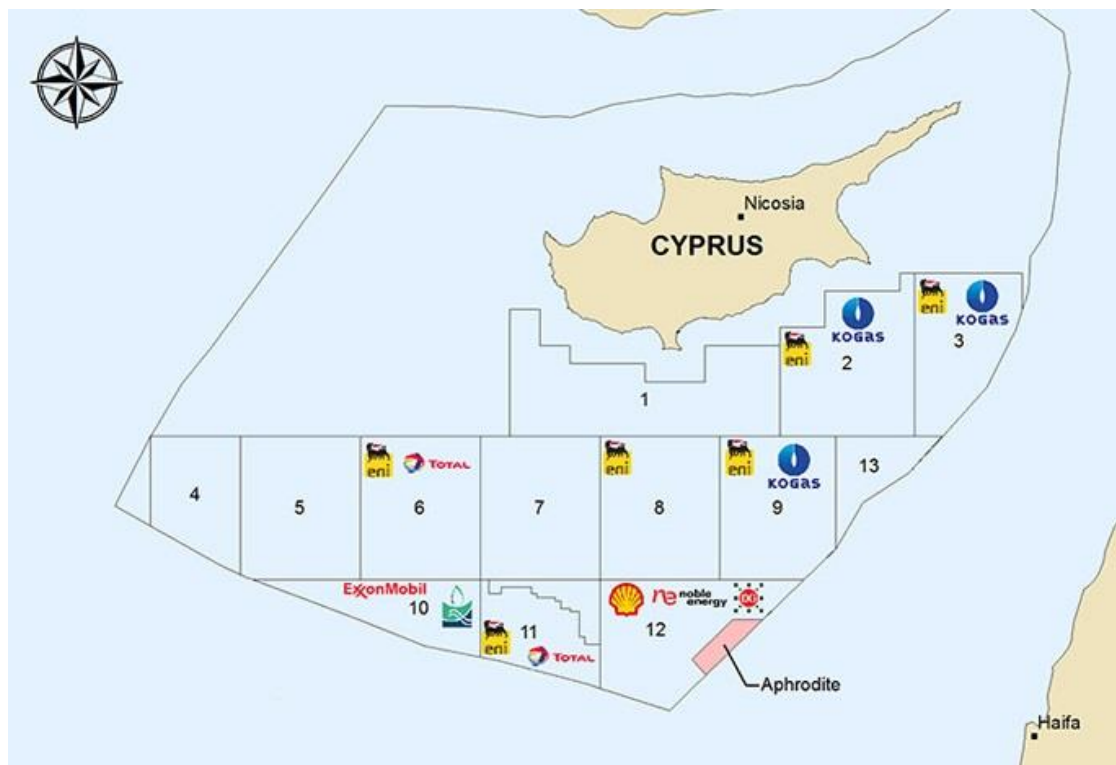 Nicosia
CYPRUS
eni
KOGAS
3
KOGAS
eni
2
1
4
5
eni TOTAL
6
7
eni
8
eni
KOGAS
9
13
ExxonMobil
10
eni
11
TOTAL
ne noble
energy
12
Aphrodite
Haifa